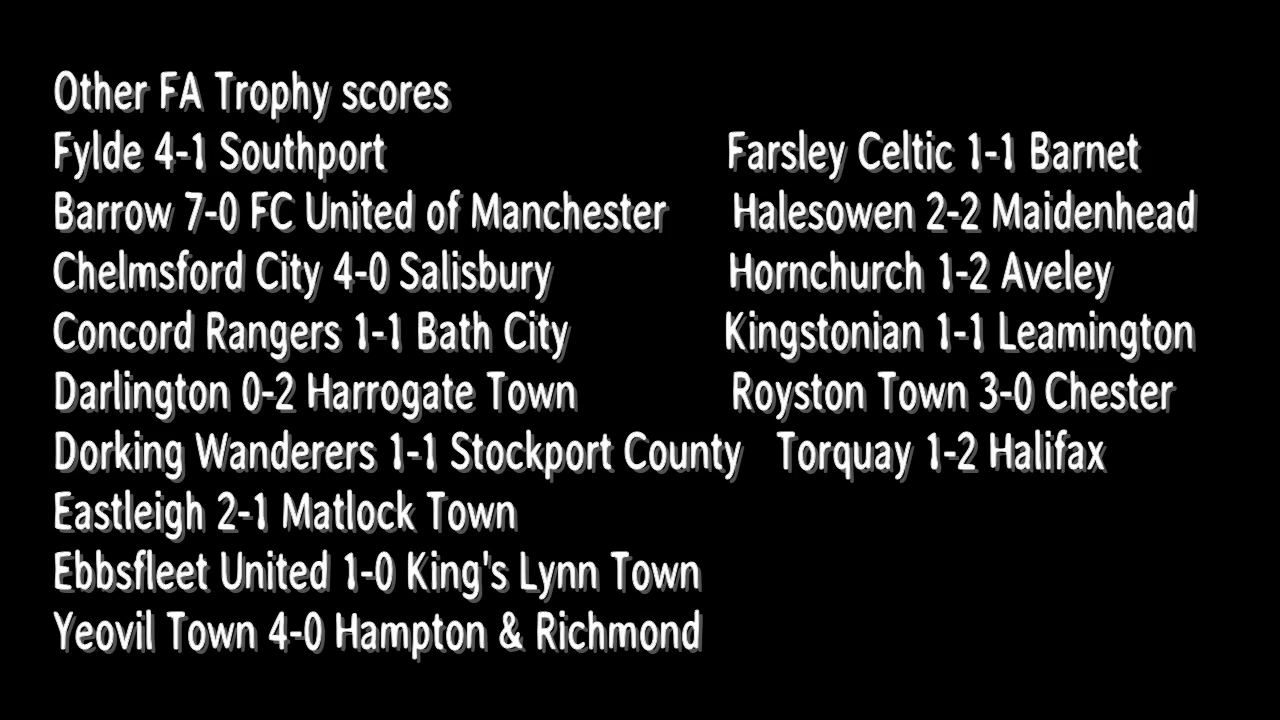 Other FA Trophy scores
Fylde 4-1 Southport
Barrow 7-0 FC United of Manchester
Chelmsford City 4-0 Salisbury
Concord Rangers 1-1 Bath City
Darlington 0-2 Harrogate Town
Dorking Wanderers 1-1 Stockport County
Eastleigh 2-1 Matlock Town
Ebbsfleet United 1-0 King's Lynn Town
Yeovil Town 4-0 Hampton & Richmond
Farsley Celtic 1-1 Barnet
Halesowen 2-2 Maidenhead
Hornchurch 1-2 Aveley
Kingstonian 1-1 Leamington
Royston Town 3-0 Chester
Torquay 1-2 Halifax